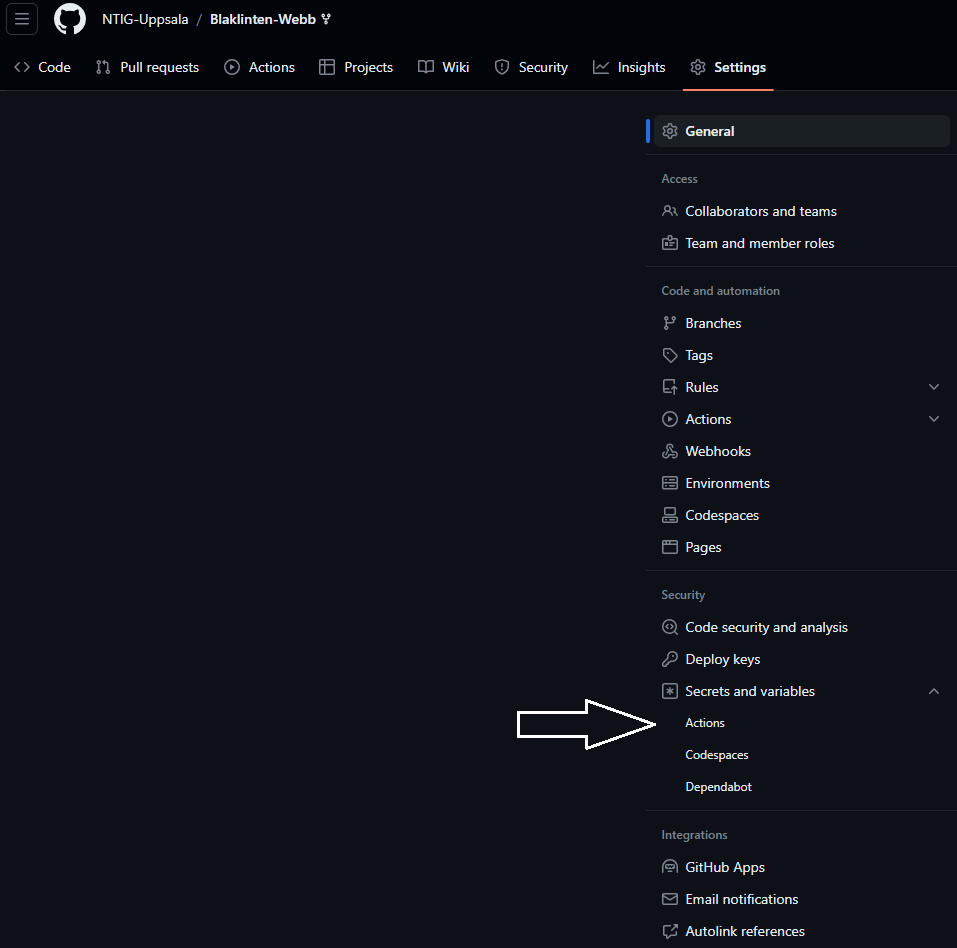 NTIG-Uppsala / Blaklinten-Webb
Code Pull requests Actions Projects Wiki Security Insights Settings
General
Access
Collaborators and teams
Team and member roles
Code and automation
Branches
Tags
Rules
Actions
Webhooks
Environments
Codespaces
Pages
Security
Code security and analysis
Deploy keys
Secrets and variables
Actions
Codespaces
Dependabot
Integrations
GitHub Apps
Email notifications
Autolink references